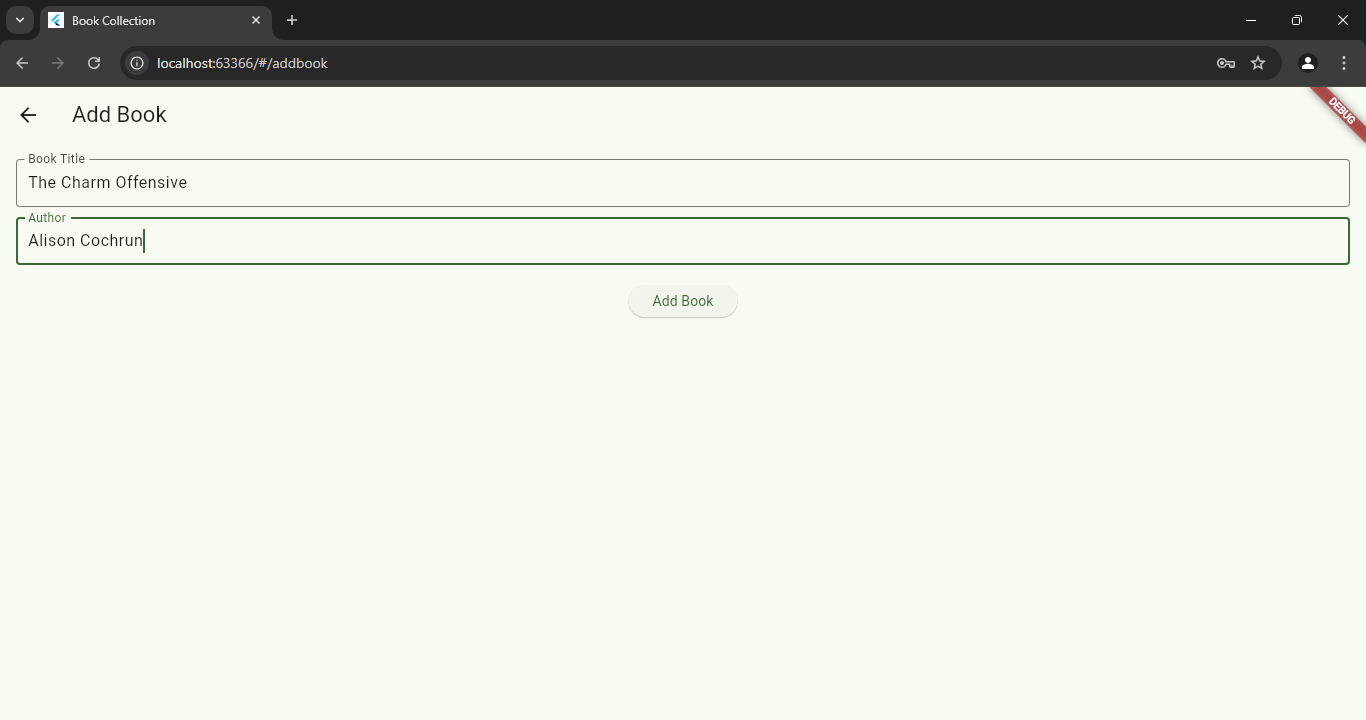 Book Collection
localhost:63366/#/addbook
Add Book
DEBUG
Book Title
The Charm Offensive
Author
Alison Cochrun
Add Book